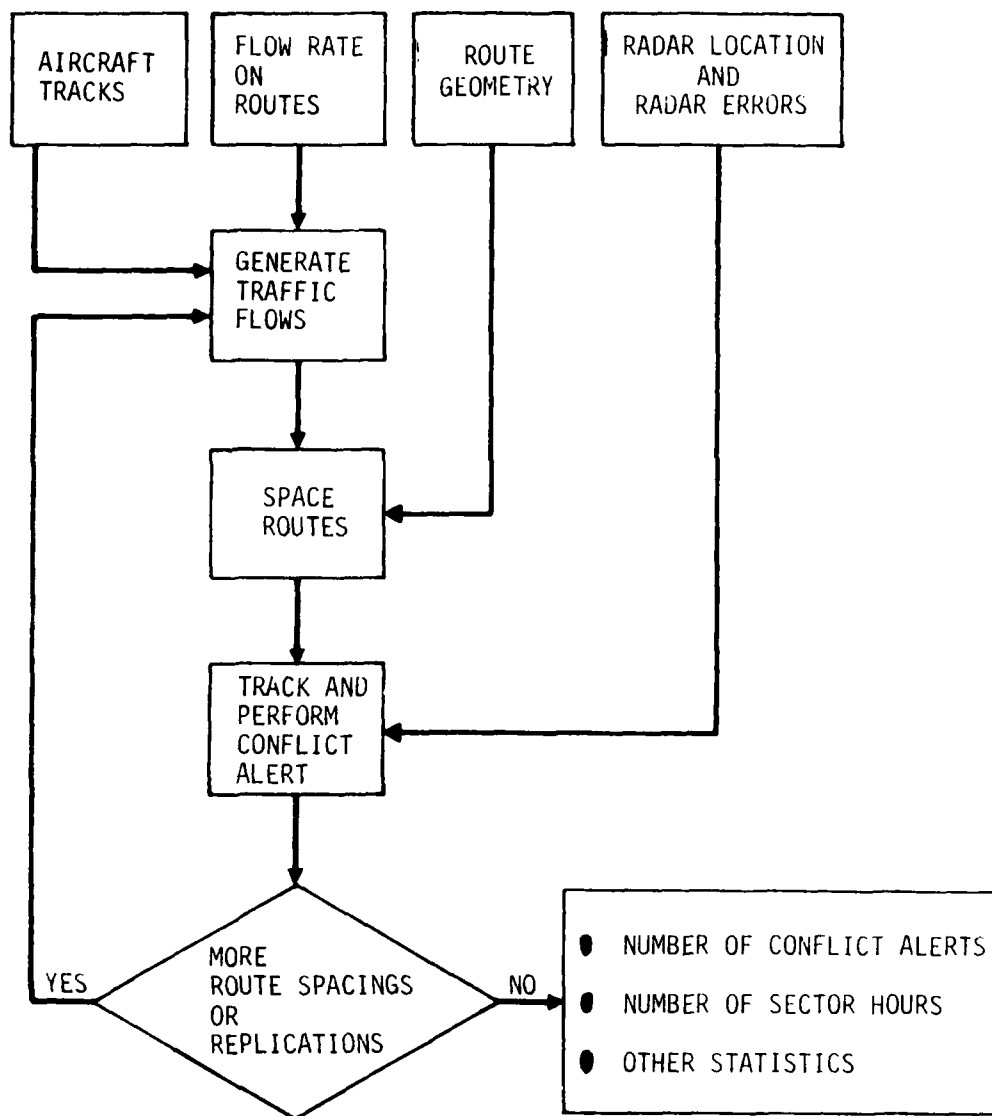 AIRCRAFT
TRACKS
FLOW RATE
ON
ROUTES
ROUTE
GEOMETRY
RADAR LOCATION
AND
RADAR ERRORS
GENERATE
TRAFFIC
FLOWS
SPACE
ROUTES
TRACK AND
PERFORM
CONFLICT
ALERT
MORE
ROUTE SPACINGS
OR
REPLICATIONS
YES
NO
● NUMBER OF CONFLICT ALERTS
● NUMBER OF SECTOR HOURS
● OTHER STATISTICS